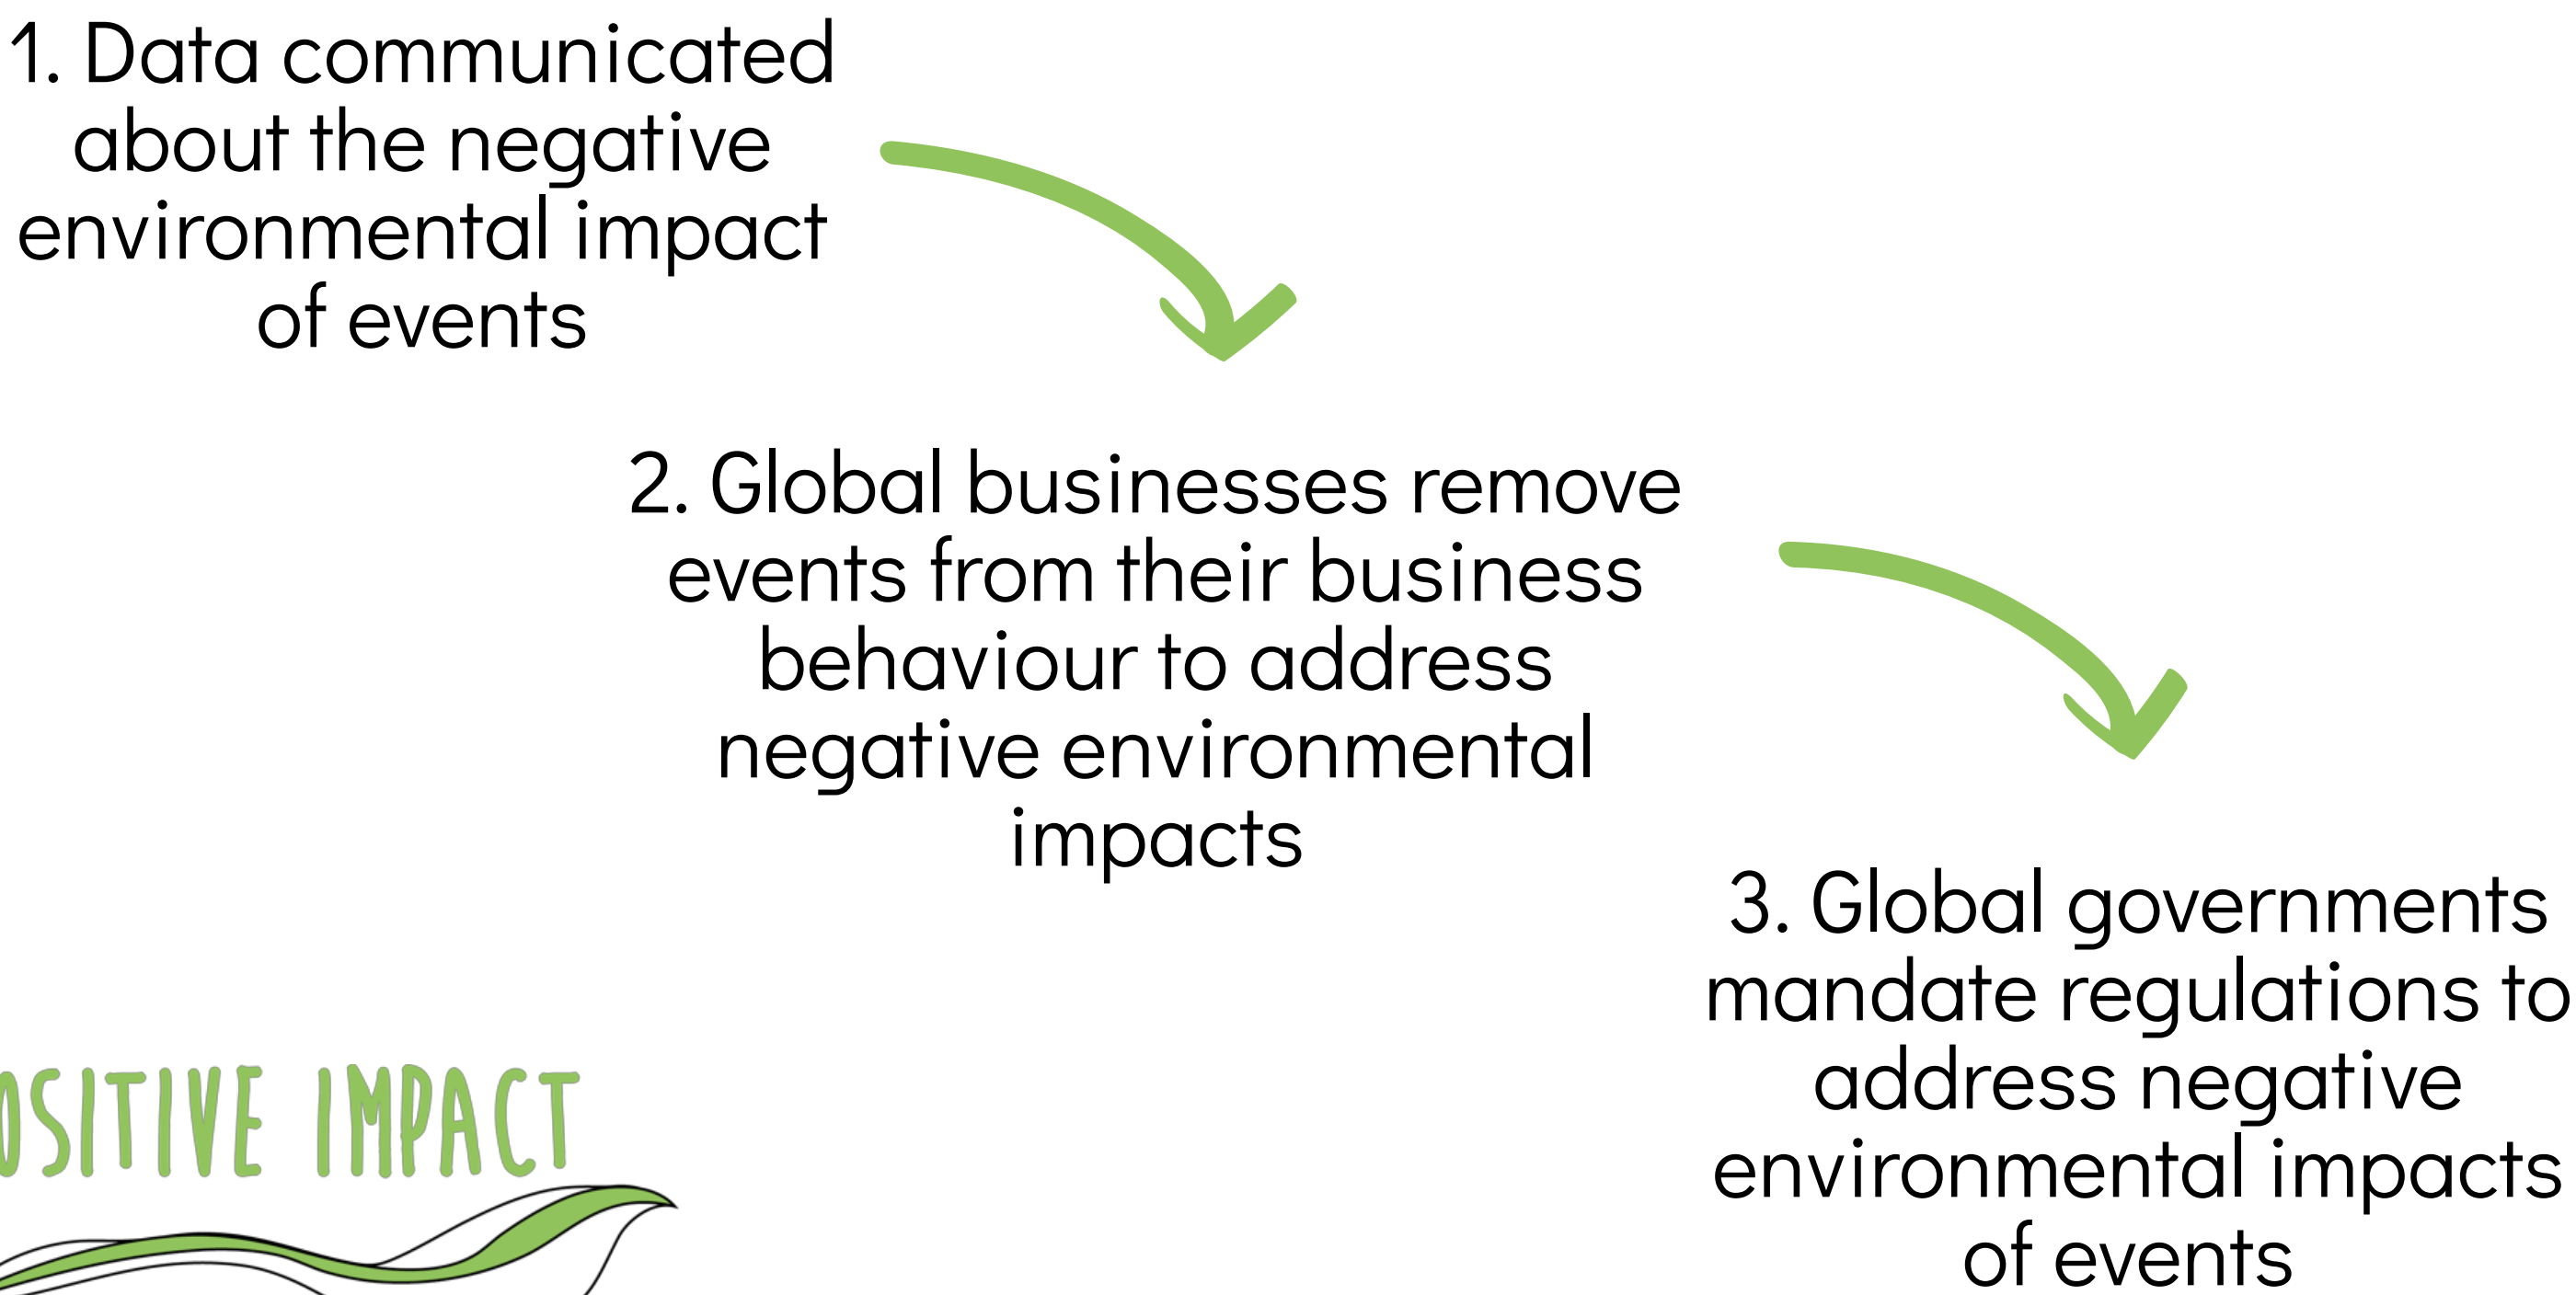 1. Data communicated
about the negative
environmental impact
of events
2. Global businesses remove
events from their business
behaviour to address
negative environmental
impacts
3. Global governments
mandate regulations to
address negative
environmental impacts
of events
OSITIVE IMPACT